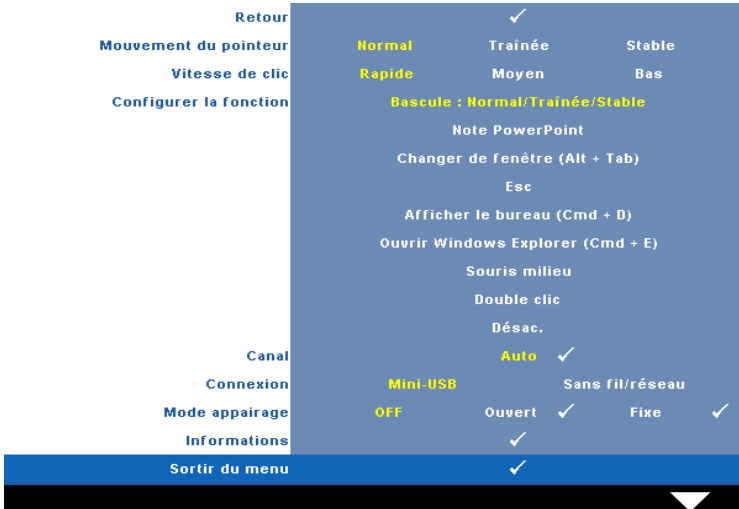 Retour ✓
Mouvement du pointeur Normal Traînée Stable
Vitesse de clic Rapide Moyen Bas
Configurer la fonction Bascule : Normal/Traînée/Stable
Note PowerPoint
Changer de fenêtre (Alt + Tab)
Esc
Afficher le bureau (Cmd + D)
Ouvrir Windows Explorer (Cmd + E)
Souris milieu
Double clic
Désac.
Canal Auto ✓
Connexion Mini-USB Sans fil/réseau
Mode appairage OFF Ouvert ✓ Fixe ✓
Informations ✓
Sortir du menu ✓